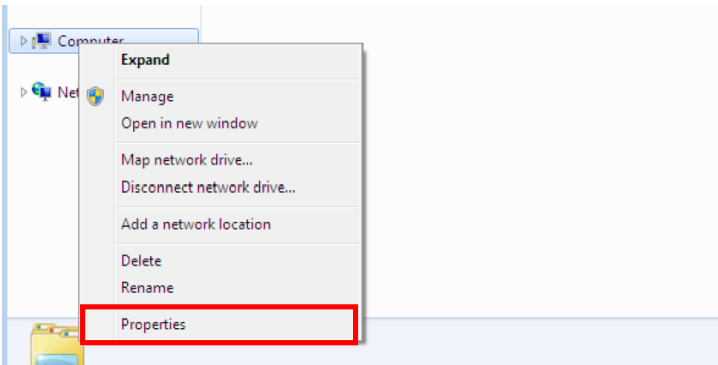 Computer
Expand
Net
Manage
Open in new window
Map network drive...
Disconnect network drive...
Add a network location
Delete
Rename
Properties